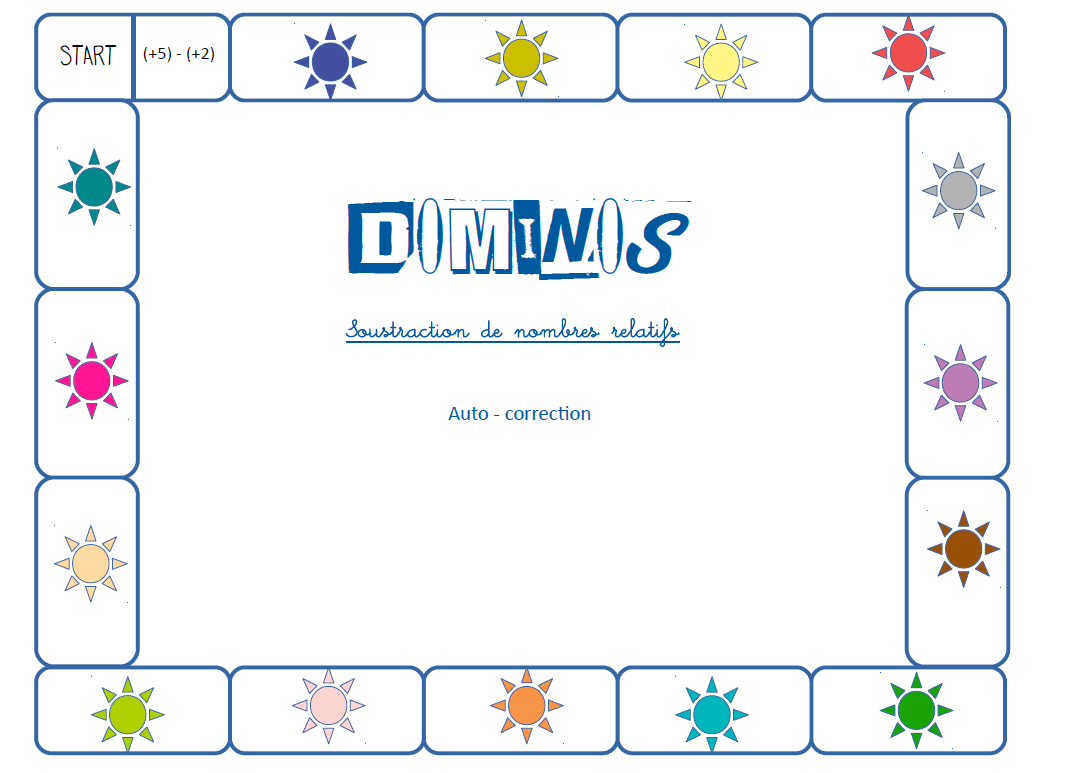 START (+5) - (+2)
DOMINOS
Soustraction de nombres relatifs
Auto - correction